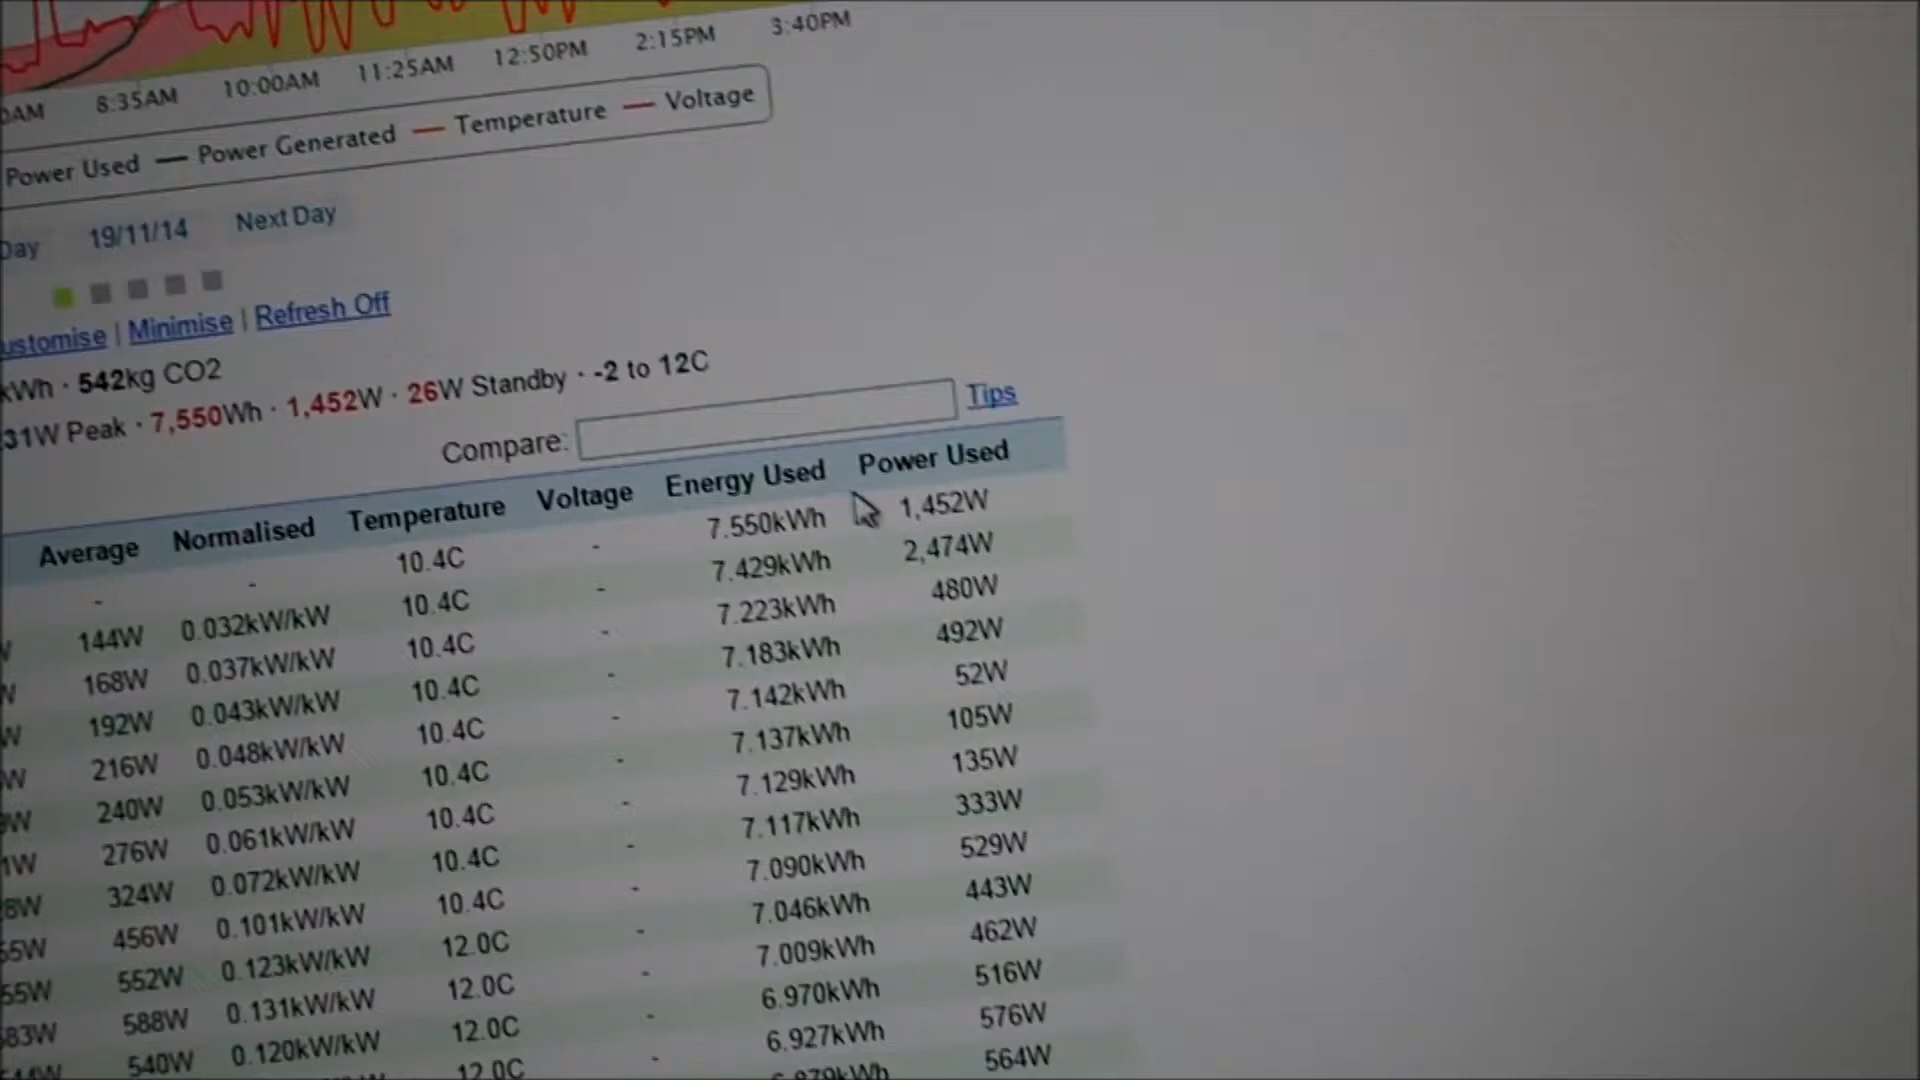 8:35AM 10:00AM 11:25AM 12:50PM 2:15PM 3:40PM
Power Used Power Generated Temperature Voltage
Day 19/11/14 Next Day
ustomise | Minimise | Refresh Off
kWh · 542kg CO2
31W Peak · 7,550Wh · 1,452W · 26W Standby · -2 to 12C
Compare: Tips
Average Normalised Temperature Voltage Energy Used Power Used
- - 10.4C - 7.550kWh 1,452W
144W 0.032kW/kW 10.4C - 7.429kWh 2,474W
168W 0.037kW/kW 10.4C - 7.223kWh 480W
192W 0.043kW/kW 10.4C - 7.183kWh 492W
216W 0.048kW/kW 10.4C - 7.142kWh 52W
240W 0.053kW/kW 10.4C - 7.137kWh 105W
276W 0.061kW/kW 10.4C - 7.129kWh 135W
324W 0.072kW/kW 10.4C - 7.117kWh 333W
456W 0.101kW/kW 10.4C - 7.090kWh 529W
55W 552W 0.123kW/kW 12.0C - 7.046kWh 443W
588W 0.131kW/kW 12.0C - 7.009kWh 462W
540W 0.120kW/kW 12.0C - 6.970kWh 516W
12.0C - 6.927kWh 576W
564W